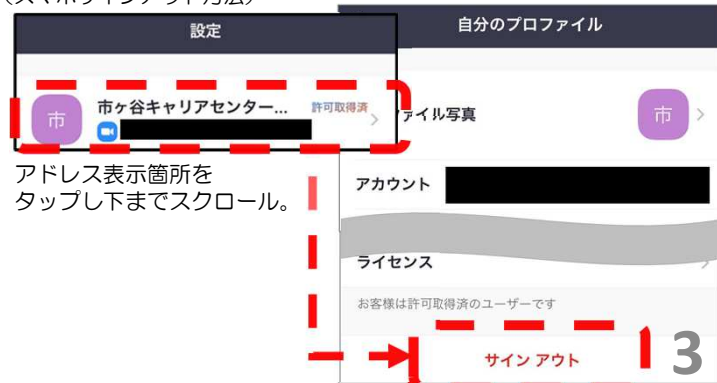 設定
市
市ヶ谷キャリアセンター...
許可取得済
アドレス表示箇所を
タップし下までスクロール。
自分のプロファイル
ァイル写真
市
アカウント
ライセンス
お客様は許可取得済のユーザーです
サイン アウト
3